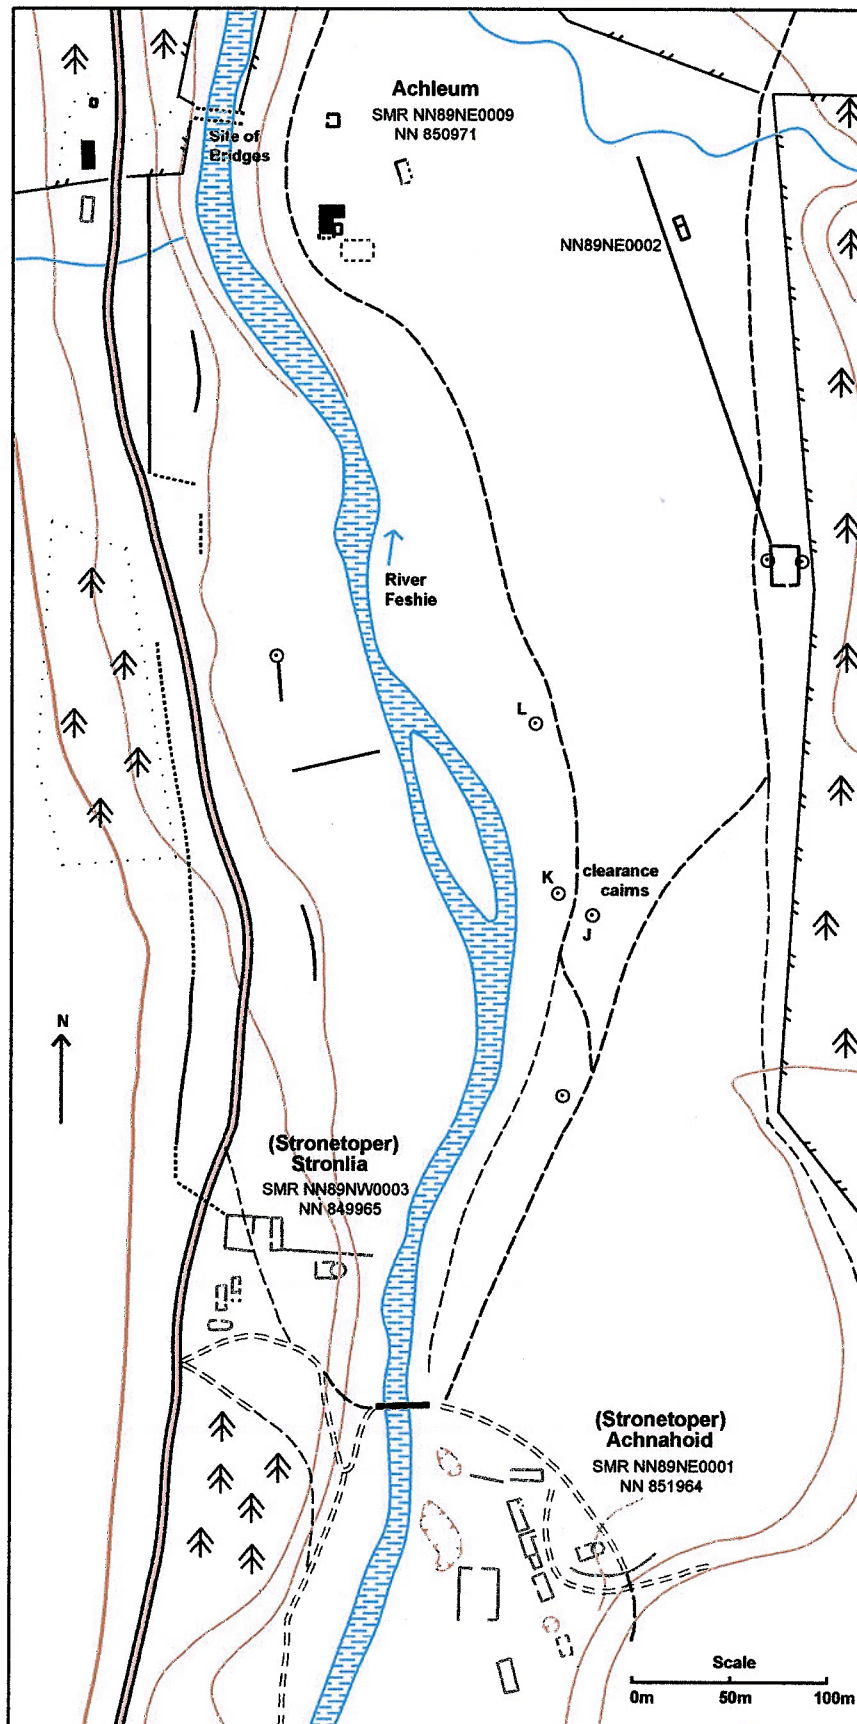 Achleum
SMR NN89NE0009
NN 850971
Site of
Bridges
NN89NE0002
River
Feshie
L
K
clearance
cairns
J
N
(Stronetoper)
Stronlia
SMR NN89NW0003
NN 849965
(Stronetoper)
Achnahoid
SMR NN89NE0001
NN 851964
Scale
0m 50m 100m